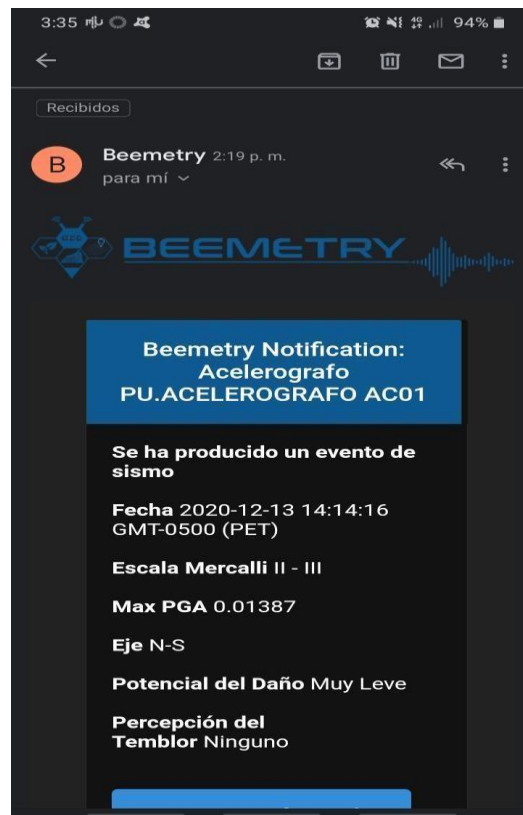 3:35 94%
Recibidos
B
Beemetry 2:19 p. m.
para mí
BEEMETRY
Beemetry Notification:
Acelerografo
PU.ACELEROGRAFO AC01
Se ha producido un evento de
sismo
Fecha 2020-12-13 14:14:16
GMT-0500 (PET)
Escala Mercalli II - III
Max PGA 0.01387
Eje N-S
Potencial del Daño Muy Leve
Percepción del
Temblor Ninguno